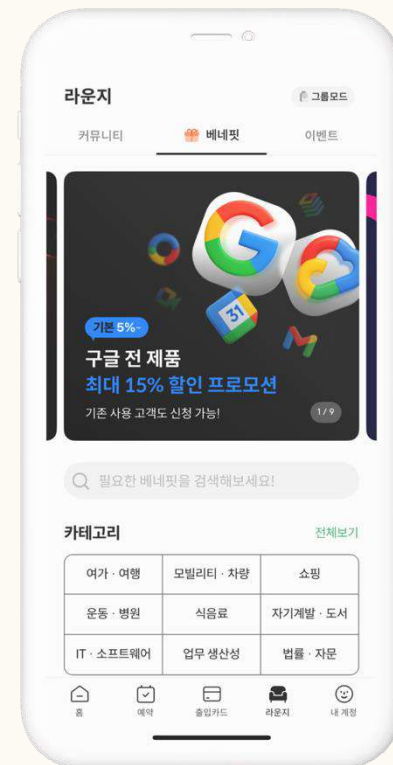 라운지
그룹모드
커뮤니티
베네핏
이벤트
31
기본 5%~
구글 전 제품
최대 15% 할인 프로모션
기존 사용 고객도 신청 가능!
1/9
필요한 베네핏을 검색해보세요!
카테고리
전체보기
여가 · 여행
모빌리티 · 차량
쇼핑
운동 · 병원
식음료
자기계발 · 도서
IT · 소프트웨어
업무 생산성
법률 · 자문
홈
예약
출입카드
라운지
내 계정